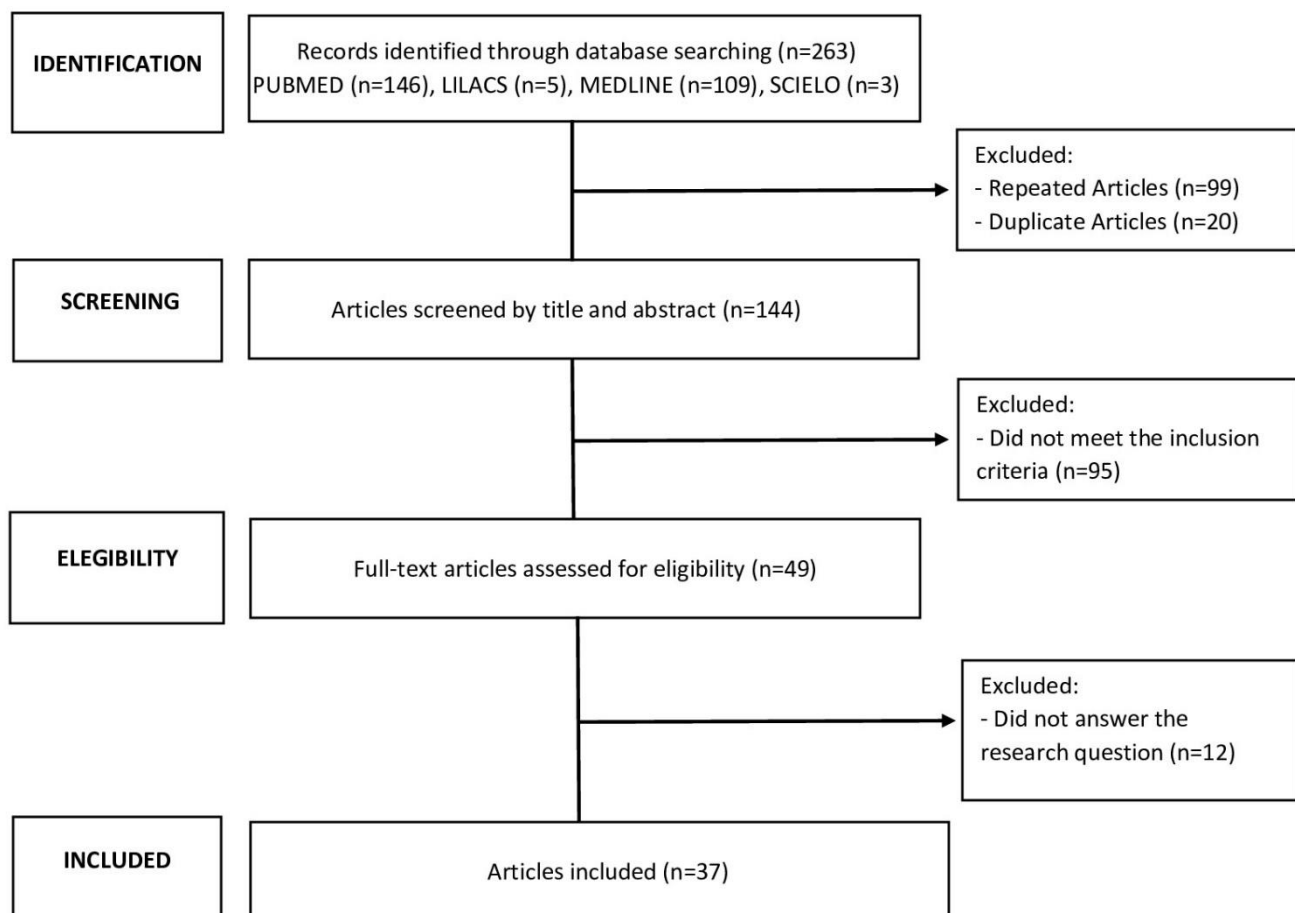 IDENTIFICATION
Records identified through database searching (n=263)
PUBMED (n=146), LILACS (n=5), MEDLINE (n=109), SCIELO (n=3)
Excluded:
- Repeated Articles (n=99)
- Duplicate Articles (n=20)
SCREENING
Articles screened by title and abstract (n=144)
Excluded:
- Did not meet the inclusion
criteria (n=95)
ELEGIBILITY
Full-text articles assessed for eligibility (n=49)
Excluded:
- Did not answer the
research question (n=12)
INCLUDED
Articles included (n=37)